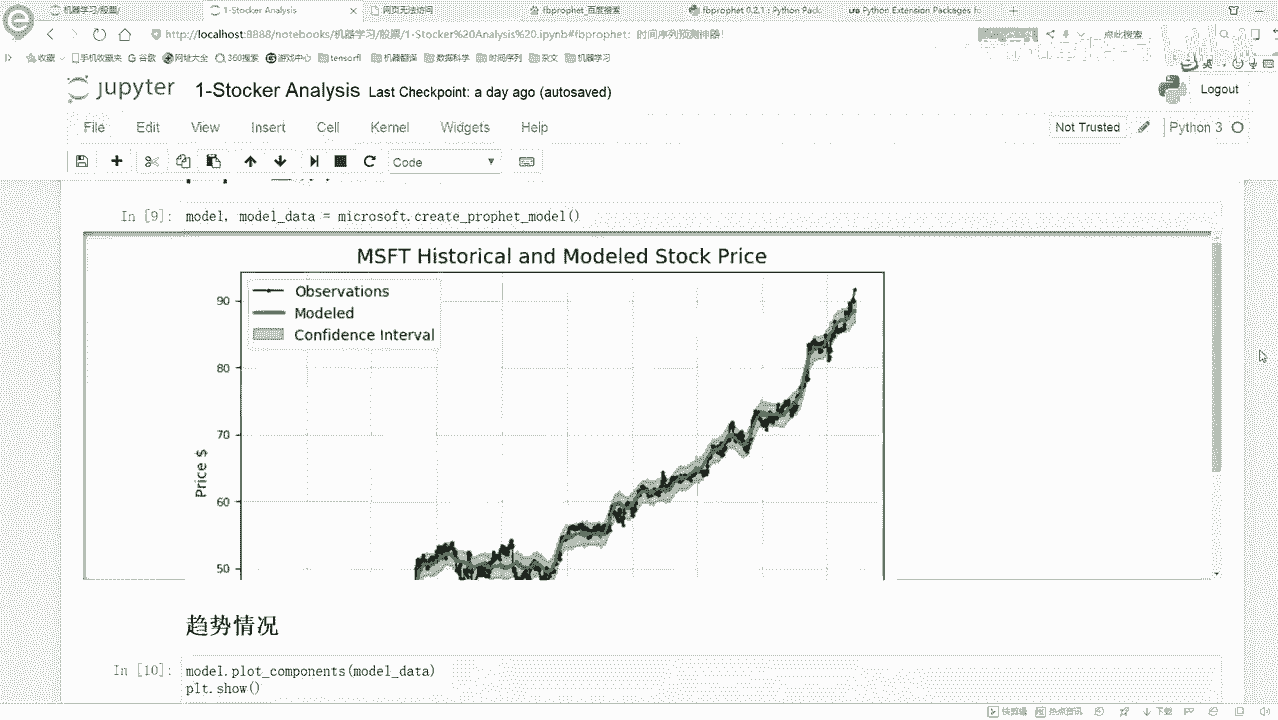 机器学习/股票/
1-Stocker Analysis
网页无法访问
fbprophet_百度搜索
fbprophet 0.2.1 : Python Pack
Python Extension Packages f
http://localhost:8888/notebooks/机器学习/股票/1-Stocker%20Analysis%20.ipynb#fbprophet：时间序列预测神器！
点此搜索
收藏
手机收藏夹
谷歌
网址大全
360搜索
游戏中心
tensorfl
机器翻译
数据科学
时间序列
杂文
机器学习
jupyter
1-Stocker Analysis
Last Checkpoint: a day ago (autosaved)
Logout
File
Edit
View
Insert
Cell
Kernel
Widgets
Help
Not Trusted
Python 3
Code
In [9]:
model, model_data = microsoft.create_prophet_model()
MSFT Historical and Modeled Stock Price
Observations
Modeled
Confidence Interval
90
80
70
60
50
Price $
趋势情况
In [10]:
model.plot_components(model_data)
plt.show()
快剪辑
热点资讯
下载